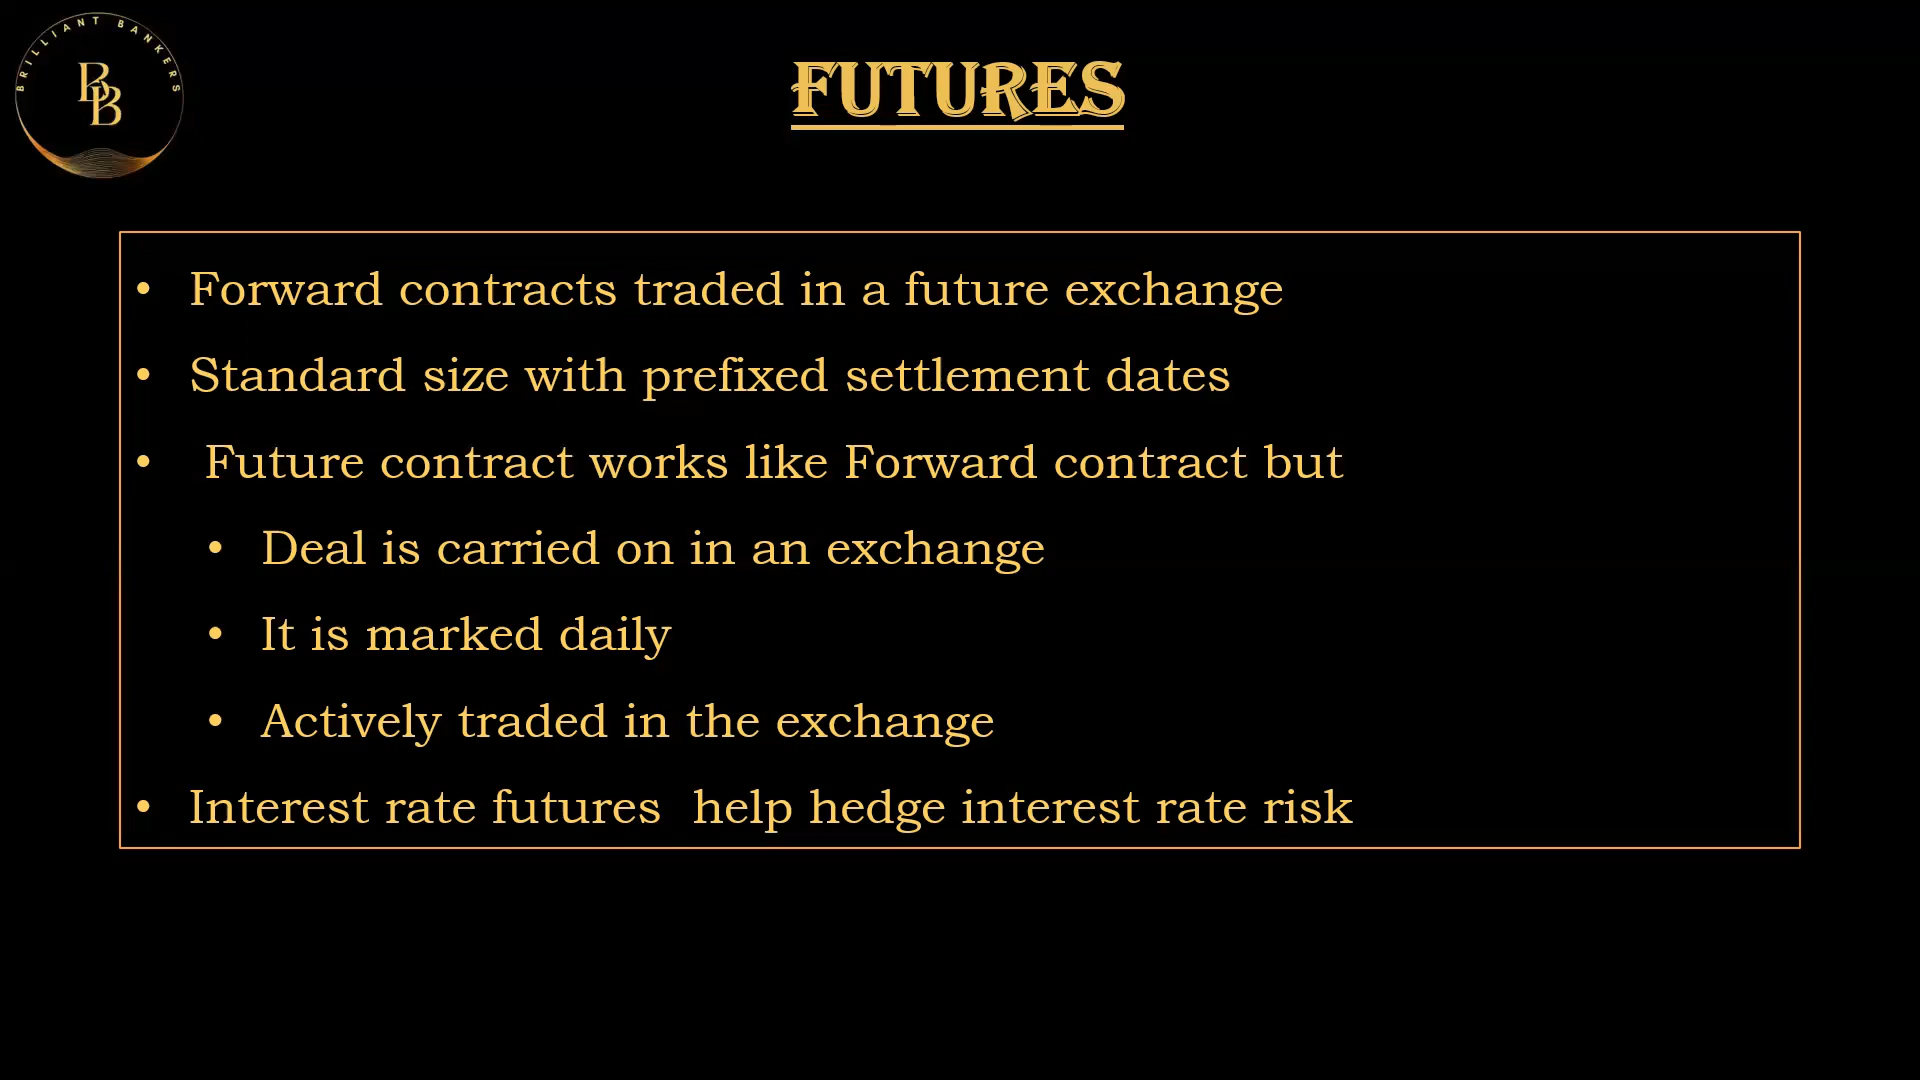 BRILLIANT BANKERS
BB
FUTURES
• Forward contracts traded in a future exchange
• Standard size with prefixed settlement dates
• Future contract works like Forward contract but
• Deal is carried on in an exchange
• It is marked daily
• Actively traded in the exchange
• Interest rate futures  help hedge interest rate risk